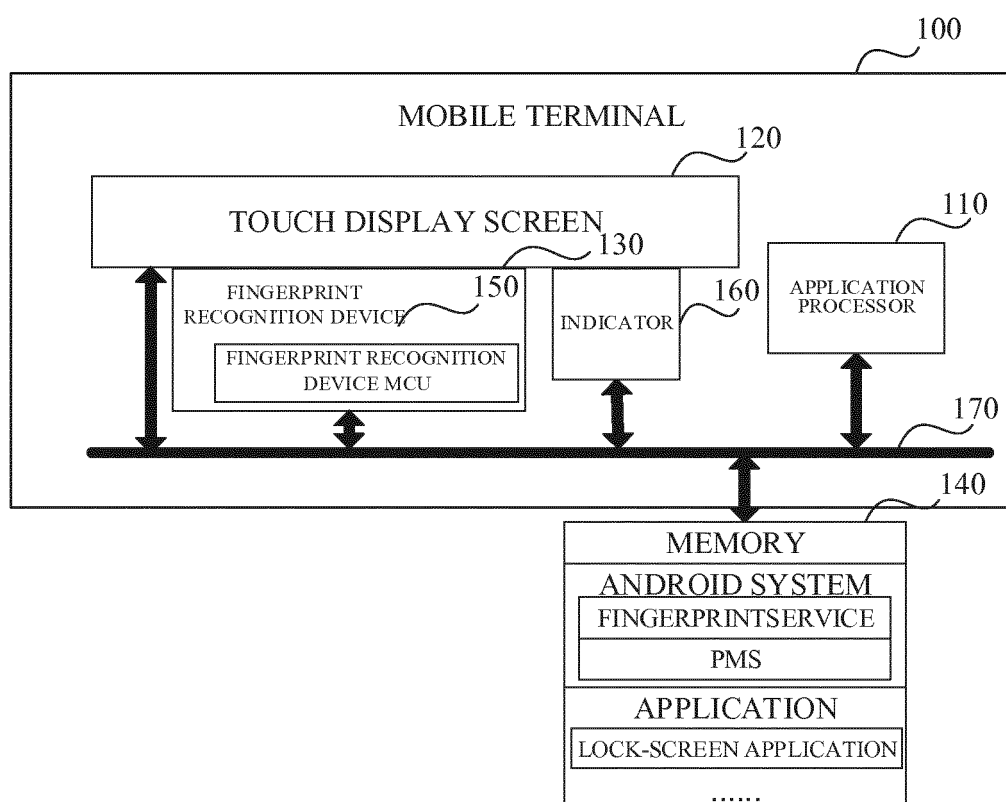 100
MOBILE TERMINAL
120
TOUCH DISPLAY SCREEN
130
110
FINGERPRINT
RECOGNITION DEVICE
150
INDICATOR
160
APPLICATION
PROCESSOR
FINGERPRINT RECOGNITION
DEVICE MCU
170
140
MEMORY
ANDROID SYSTEM
FINGERPRINTSERVICE
PMS
APPLICATION
LOCK-SCREEN APPLICATION
......